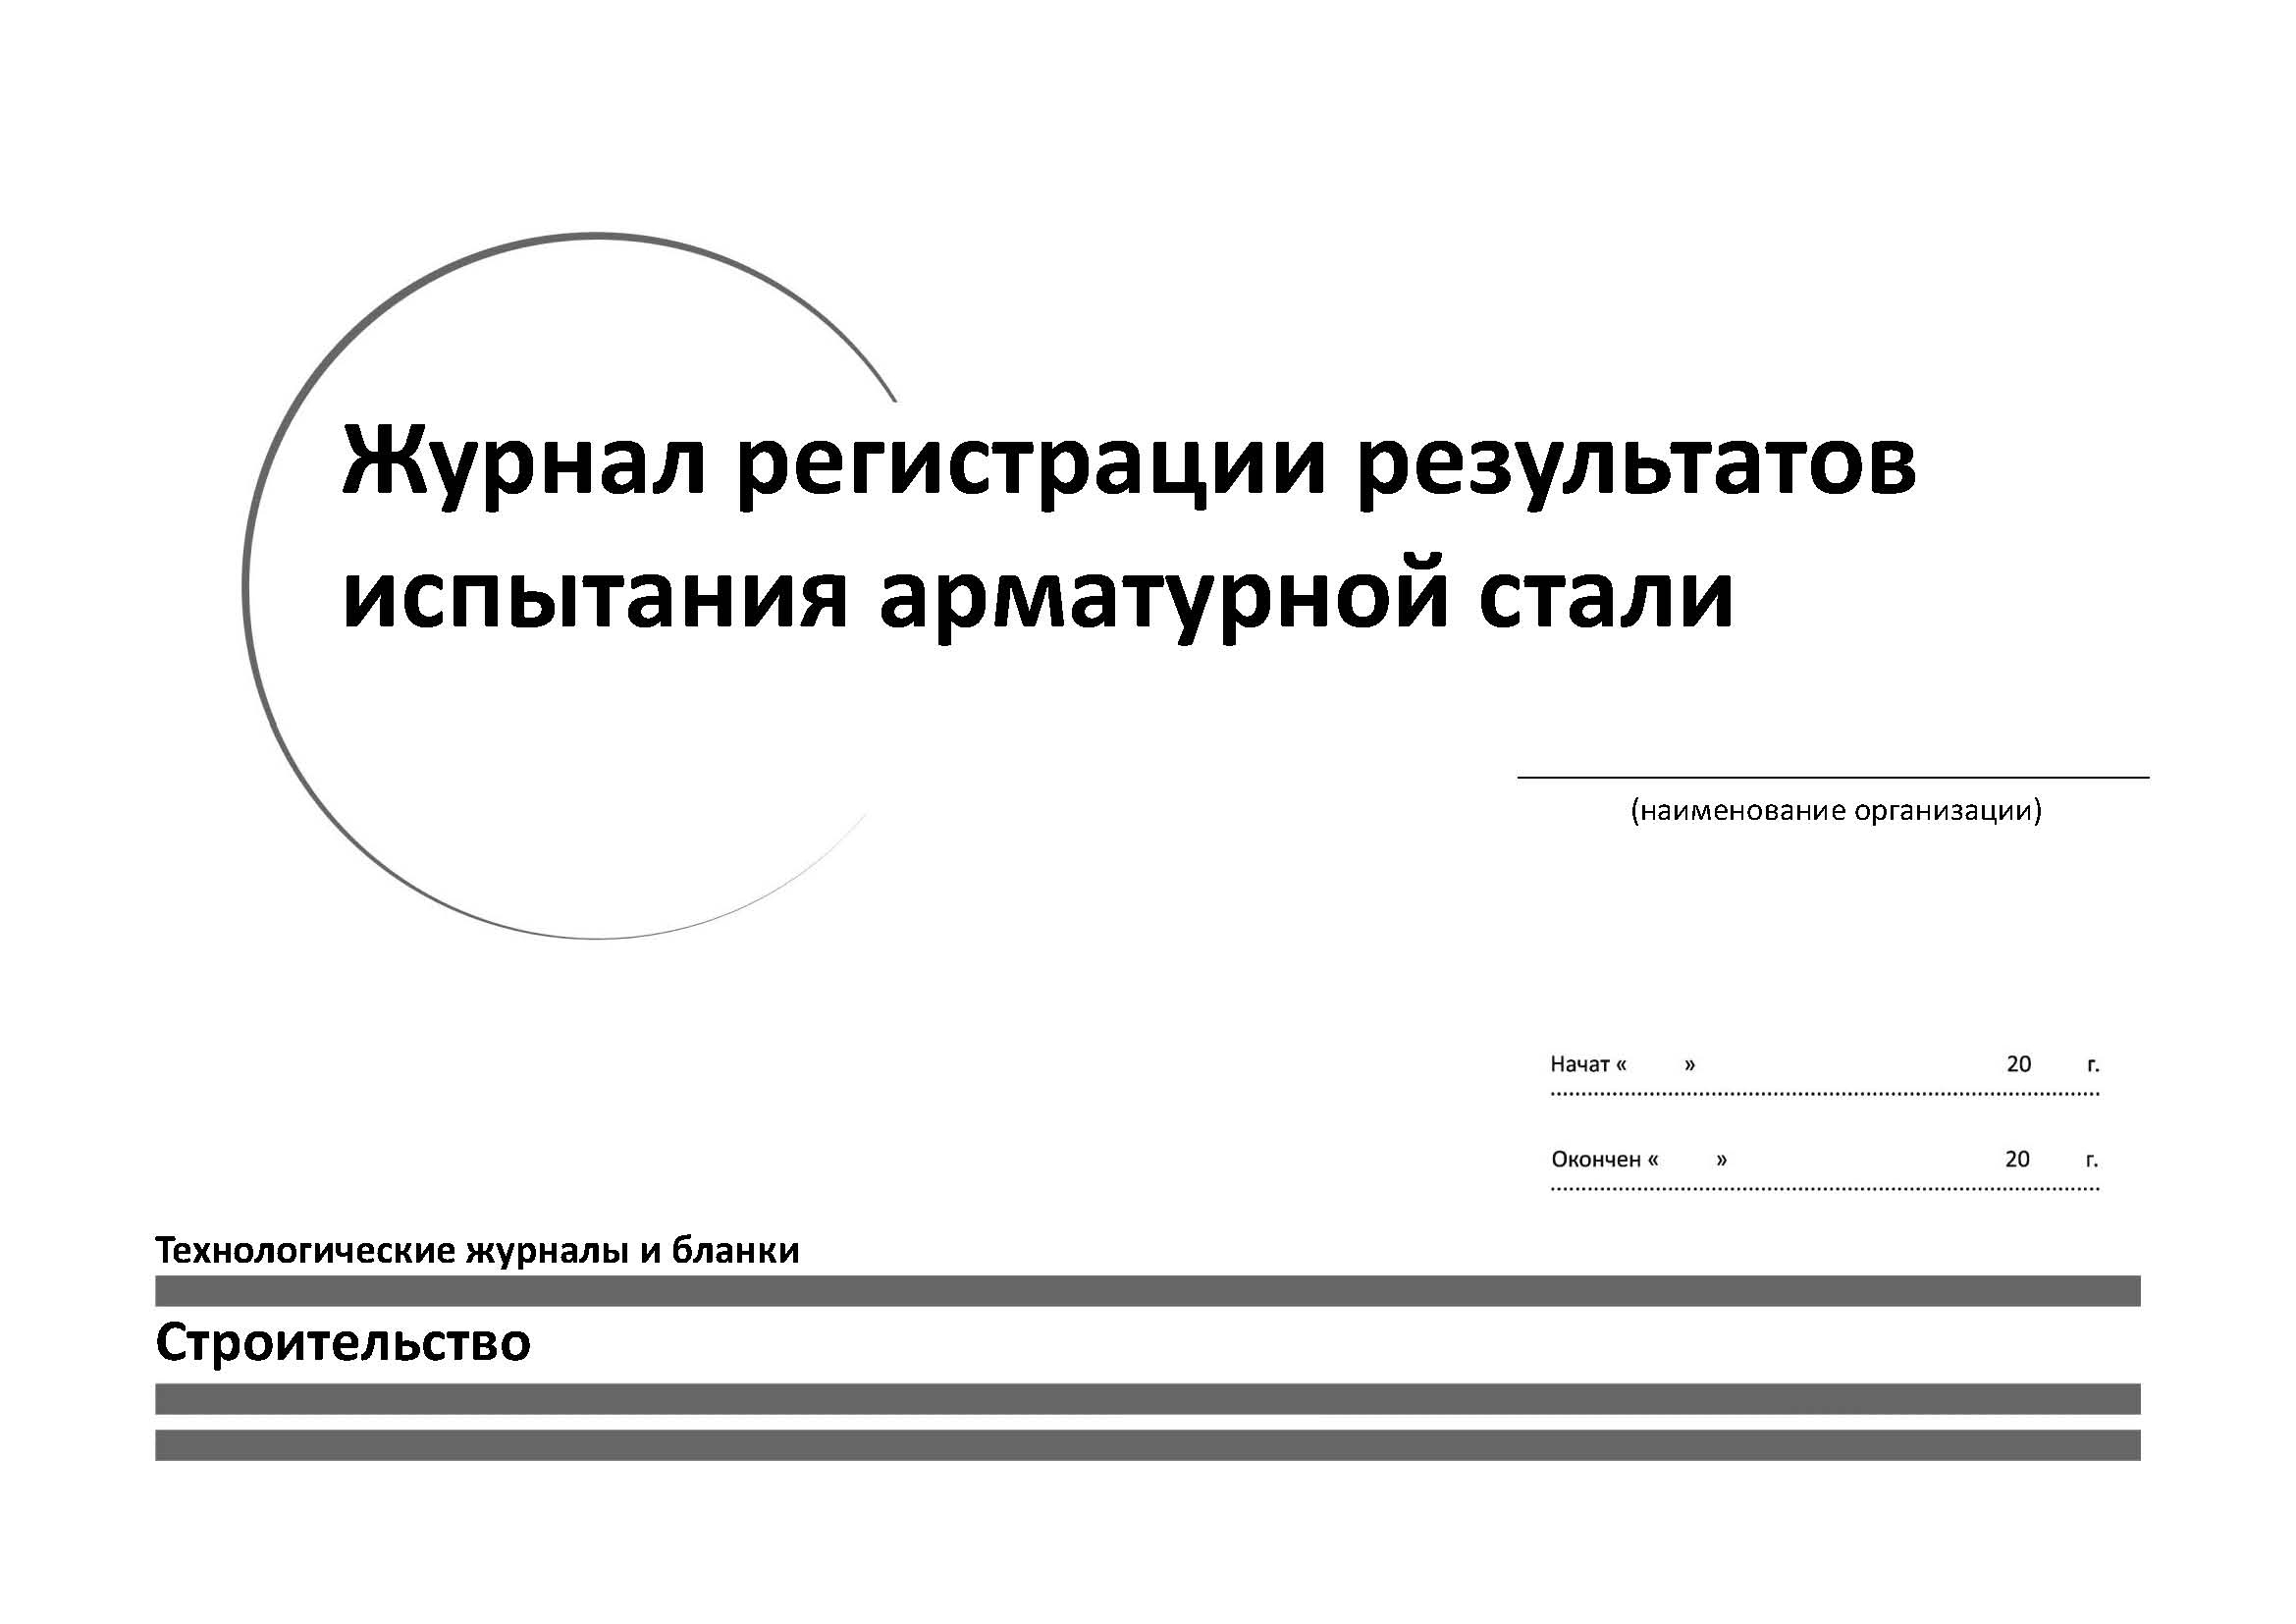 Журнал регистрации результатов
испытания арматурной стали
(наименование организации)
Начат « » 20 г.
Окончен « » 20 г.
Технологические журналы и бланки
Строительство